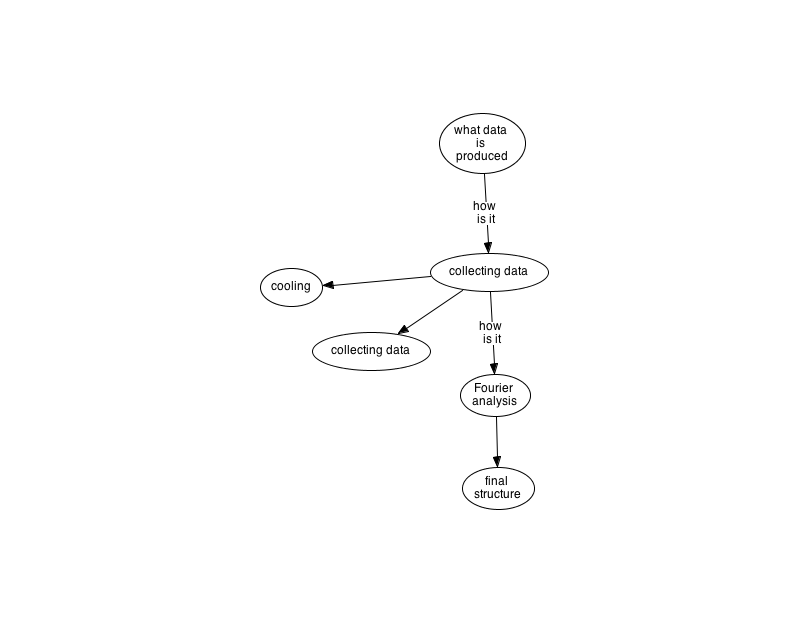 what data
is
produced
how
is it
collecting data
cooling
collecting data
how
is it
Fourier
analysis
final
structure